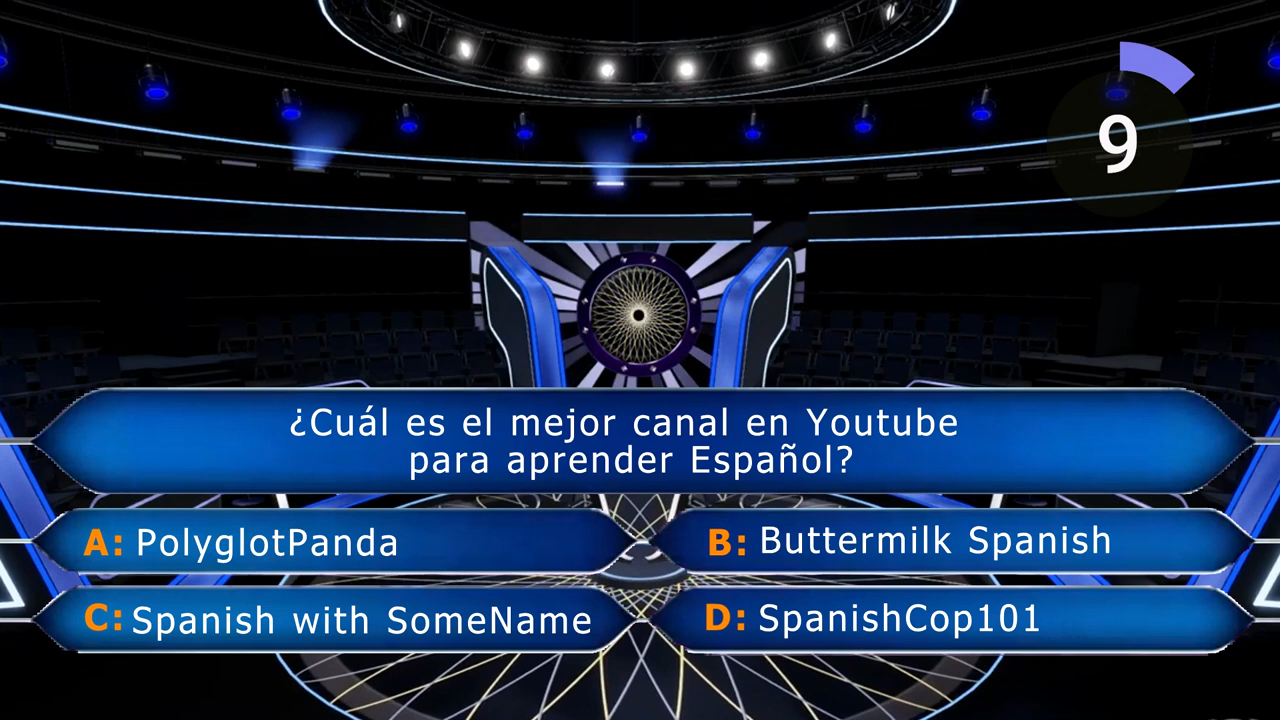 9
¿Cuál es el mejor canal en Youtube
para aprender Español?
A: PolyglotPanda
B: Buttermilk Spanish
C: Spanish with SomeName
D: SpanishCop101